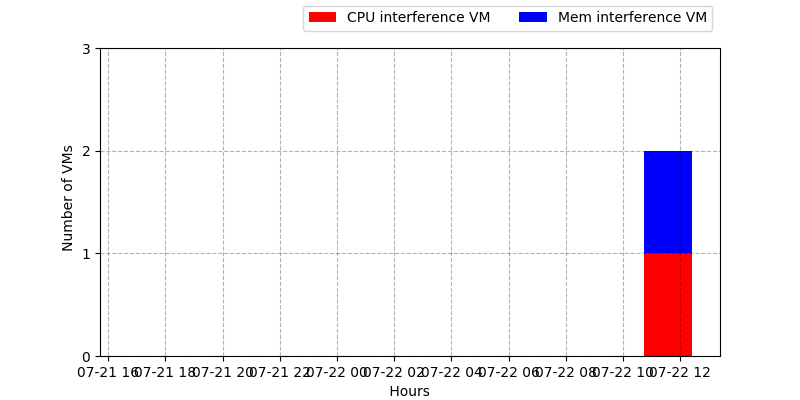 CPU interference VM Mem interference VM
3
2
1
0
Number of VMs
07-21 16 07-21 18 07-21 20 07-21 22 07-22 00 07-22 02 07-22 04 07-22 06 07-22 08 07-22 10 07-22 12
Hours